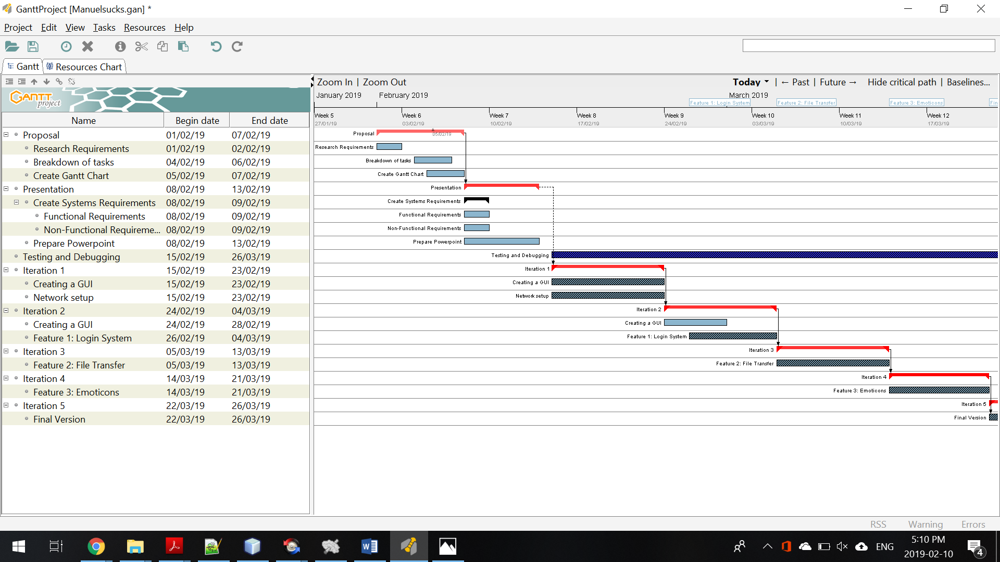 GanttProject [Manuelsucks.gan] *
Project Edit View Tasks Resources Help
Gantt Resources Chart
Zoom In | Zoom Out Today | ← Past | Future → Hide critical path | Baselines...
January 2019 February 2019 March 2019
Feature 1: Login System Feature 2: File Transfer Feature 3: Emoticons Fin
GANTT project
Week 5 Week 6 Week 7 Week 8 Week 9 Week 10 Week 11 Week 12
27/01/19 03/02/19 10/02/19 17/02/19 24/02/19 03/03/19 10/03/19 17/03/19
Name Begin date End date
Proposal 01/02/19 07/02/19
Research Requirements 01/02/19 02/02/19
Breakdown of tasks 04/02/19 06/02/19
Create Gantt Chart 05/02/19 07/02/19
Presentation 08/02/19 13/02/19
Create Systems Requirements 08/02/19 09/02/19
Functional Requirements 08/02/19 09/02/19
Non-Functional Requireme... 08/02/19 09/02/19
Prepare Powerpoint 08/02/19 13/02/19
Testing and Debugging 15/02/19 26/03/19
Iteration 1 15/02/19 23/02/19
Creating a GUI 15/02/19 23/02/19
Network setup 15/02/19 23/02/19
Iteration 2 24/02/19 04/03/19
Creating a GUI 24/02/19 28/02/19
Feature 1: Login System 26/02/19 04/03/19
Iteration 3 05/03/19 13/03/19
Feature 2: File Transfer 05/03/19 13/03/19
Iteration 4 14/03/19 21/03/19
Feature 3: Emoticons 14/03/19 21/03/19
Iteration 5 22/03/19 26/03/19
Final Version 22/03/19 26/03/19
Proposal 05/02/19
Research Requirements
Breakdown of tasks
Create Gantt Chart
Presentation
Create Systems Requirements
Functional Requirements
Non-Functional Requirements
Prepare Powerpoint
Testing and Debugging
Iteration 1
Creating a GUI
Network setup
Iteration 2
Creating a GUI
Feature 1: Login System
Iteration 3
Feature 2: File Transfer
Iteration 4
Feature 3: Emoticons
Iteration 5
Final Version
RSS Warning Errors
ENG 5:10 PM
2019-02-10
4